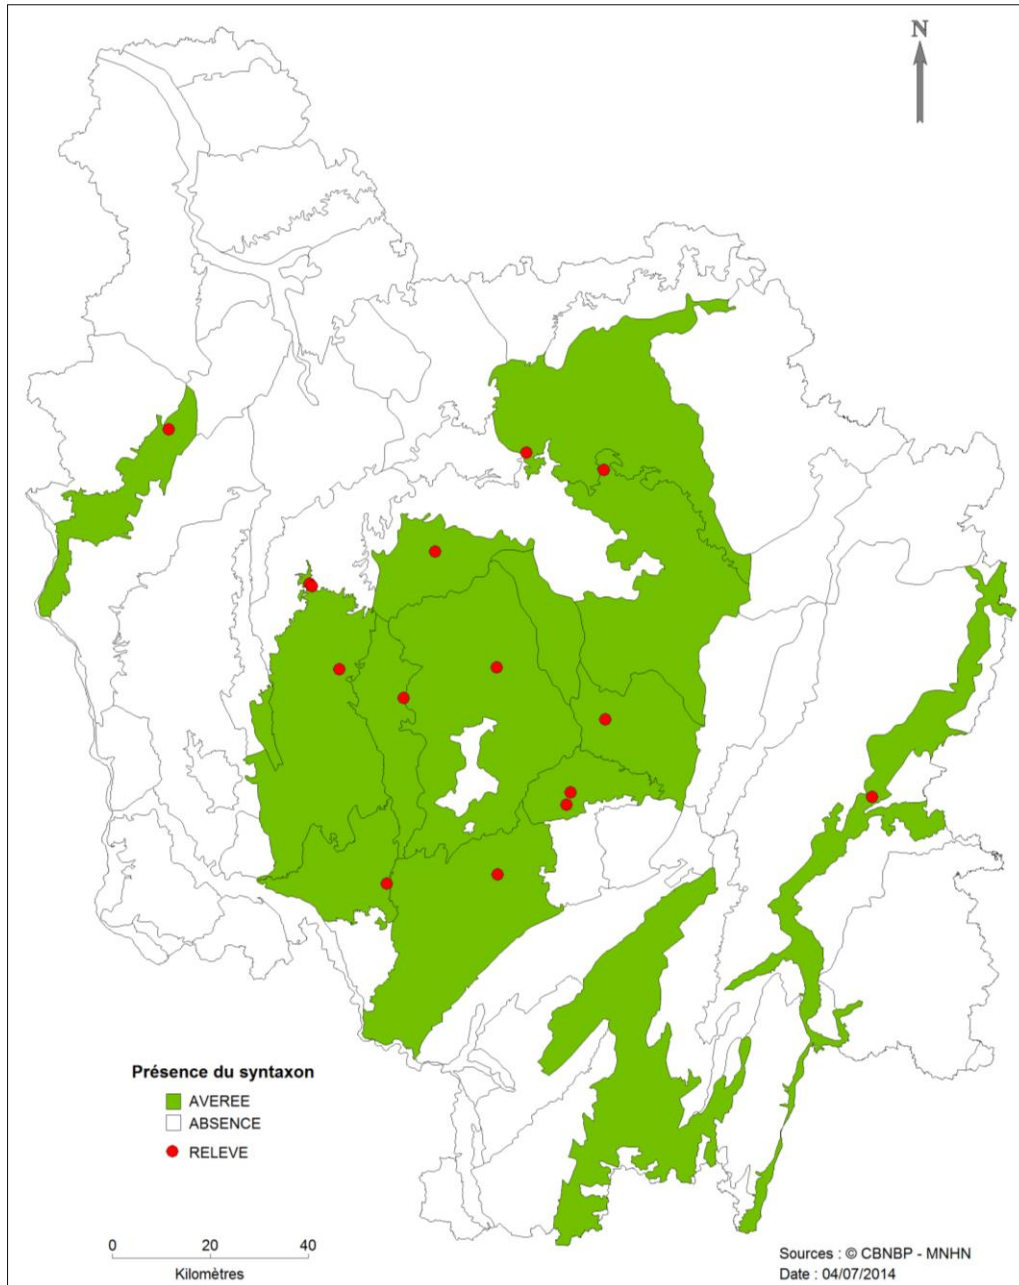 N
Présence du syntaxon
AVEREE
ABSENCE
RELEVE
0 20 40
Kilomètres
Sources : © CBNBP - MNHN
Date : 04/07/2014